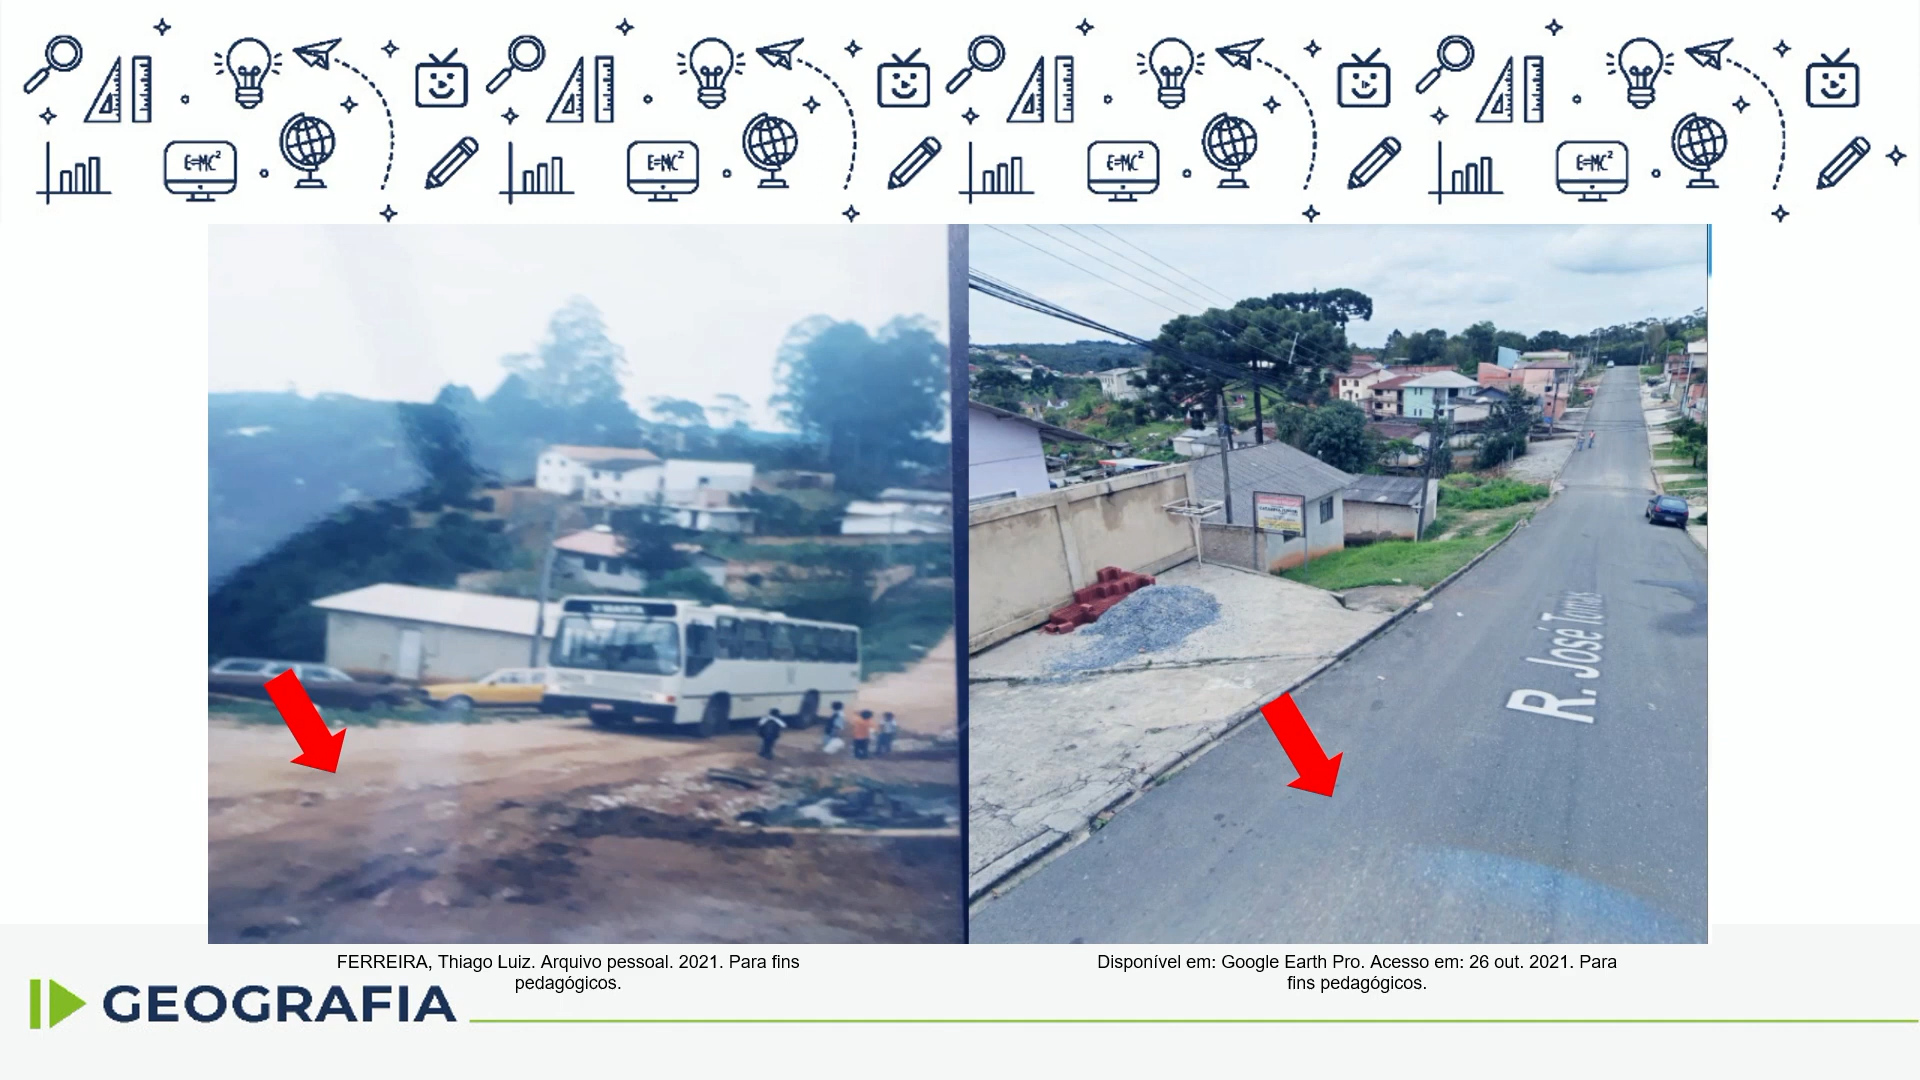 E=MC²
E=MC²
E=MC²
E=MC²
R. José Tomas
FERREIRA, Thiago Luiz. Arquivo pessoal. 2021. Para fins
pedagógicos.
Disponível em: Google Earth Pro. Acesso em: 26 out. 2021. Para
fins pedagógicos.
GEOGRAFIA